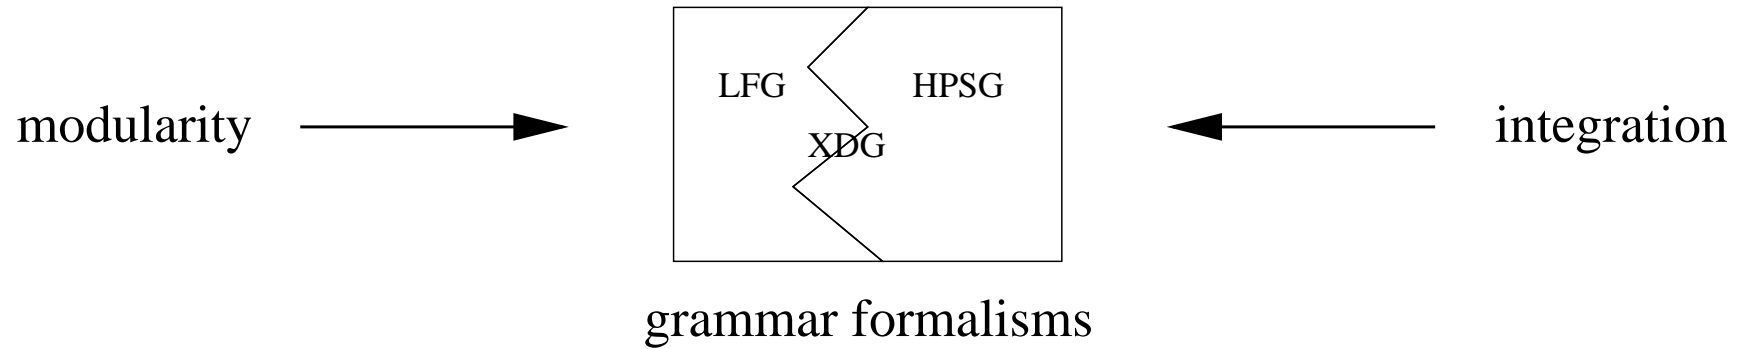 LFG HPSG
modularity
XDG
integration
grammar formalisms